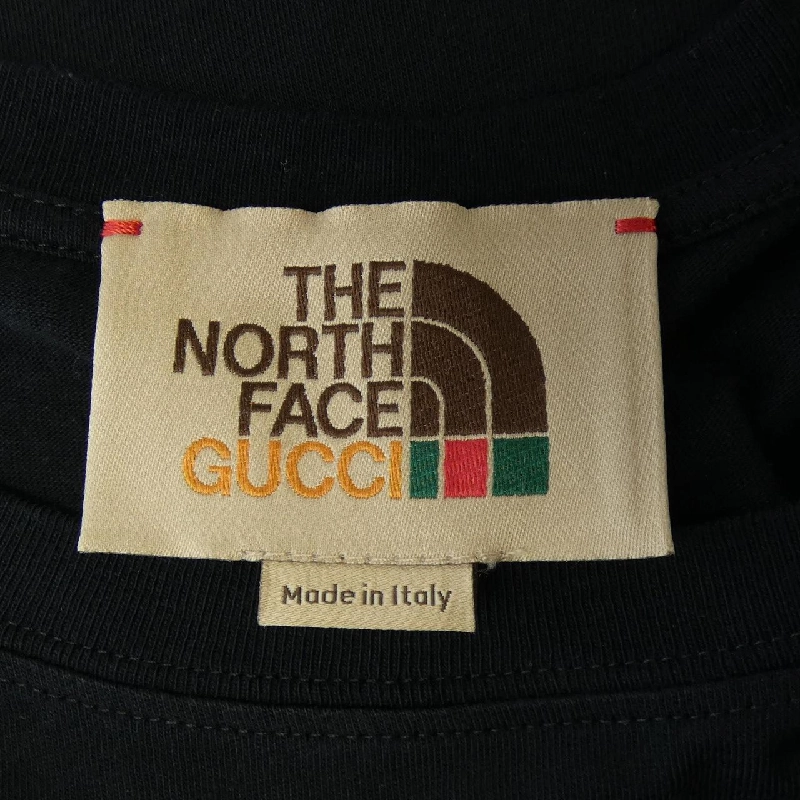 THE
NORTH
FACE
GUCCI
Made in Italy